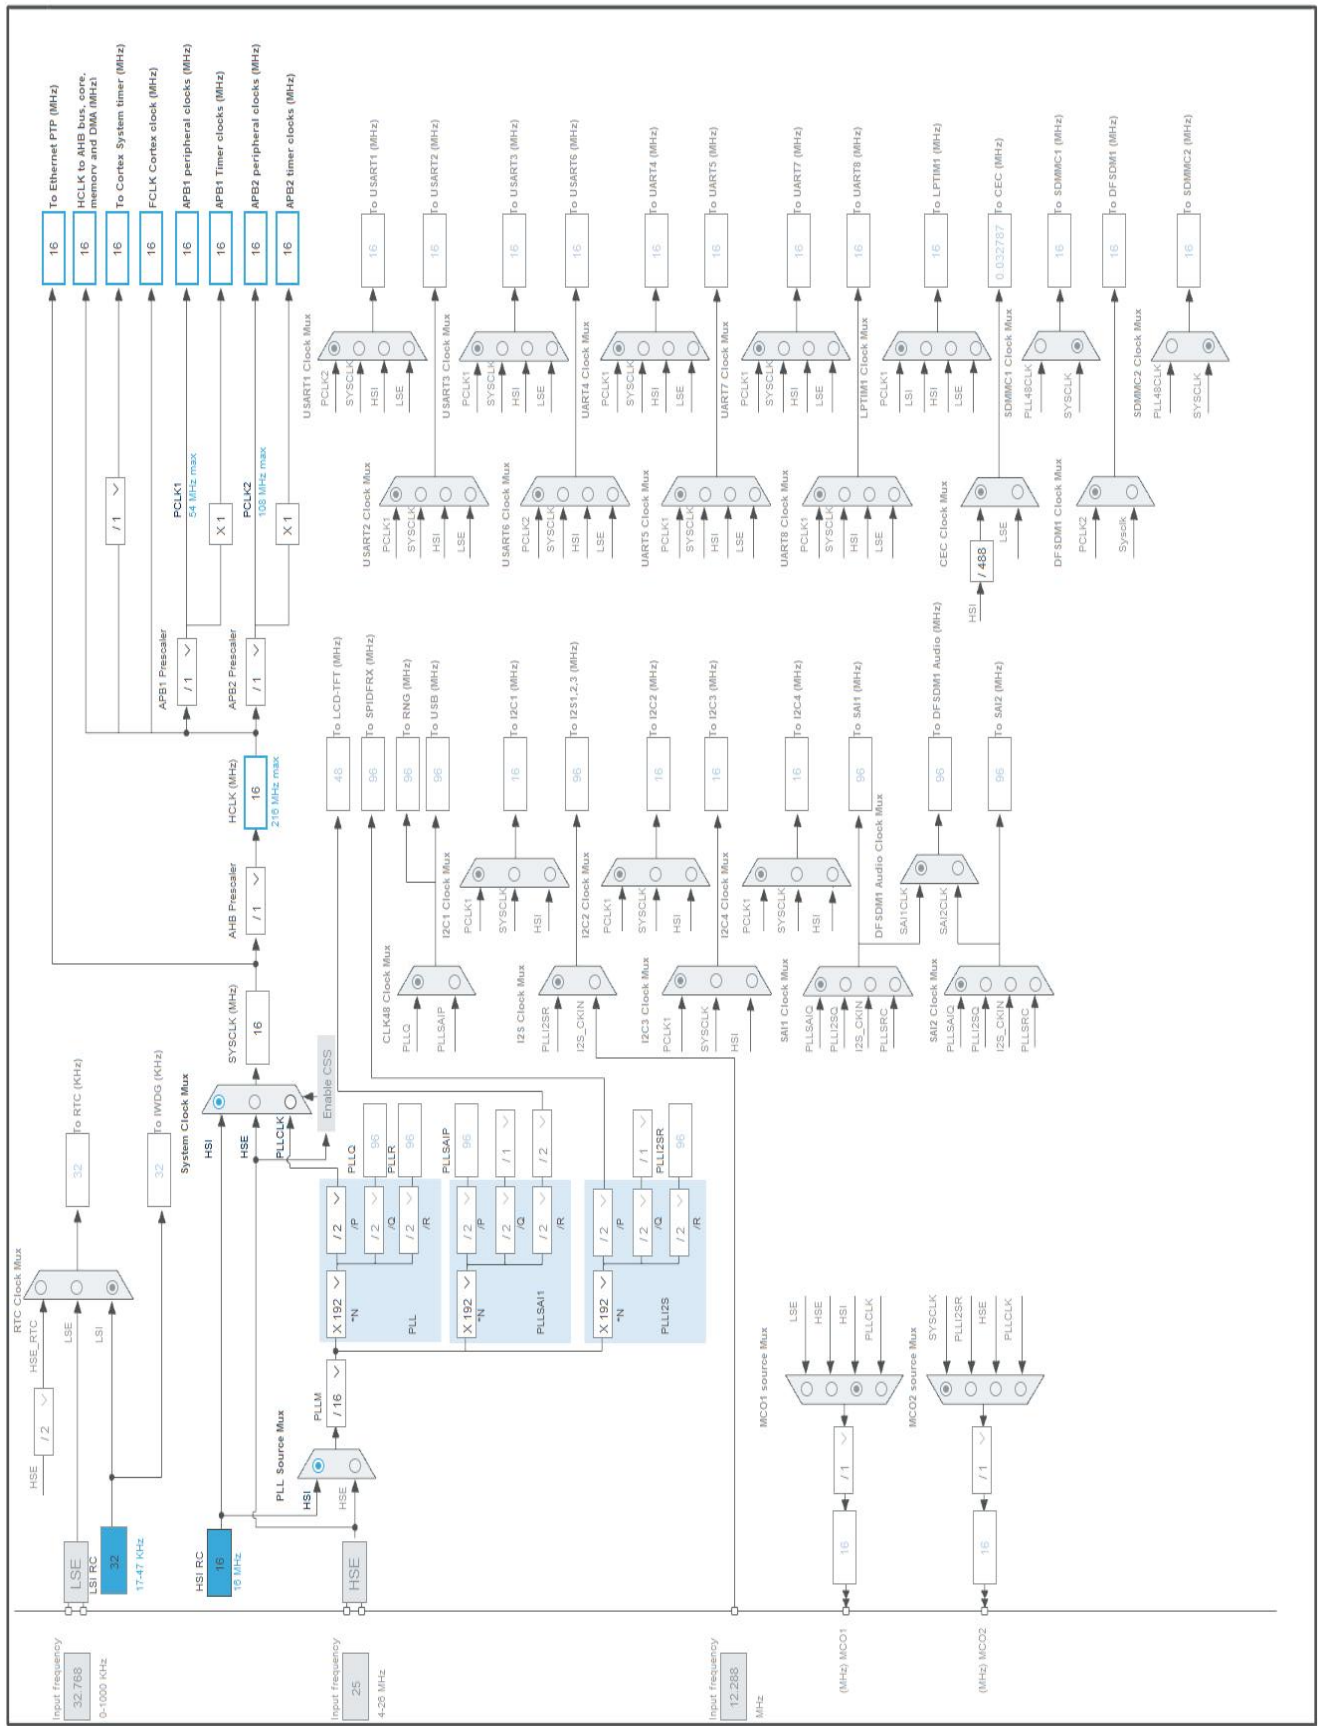 Input frequency
32.768
0-1000 KHz
LSE
LSI RC
32
17-47 KHz
HSE
/ 2
HSE_RTC
LSE
LSI
RTC Clock Mux
32
To RTC (KHz)
32
To IWDG (KHz)
HSI RC
16
16 MHz
Input frequency
25
4-26 MHz
HSE
PLL Source Mux
HSI
HSE
PLLM
/ 16
X 192
*N
PLL
/ 2
/P
/ 2
/Q
/ 2
/R
PLLQ
96
PLLR
96
X 192
*N
PLLSAI1
/ 2
/P
/ 2
/Q
/ 2
/R
PLLSAIP
96
/ 1
/ 2
X 192
*N
PLLI2S
/ 2
/P
/ 2
/Q
/ 2
/R
/ 1
PLLI2SR
96
System Clock Mux
HSI
HSE
PLLCLK
Enable CSS
SYSCLK (MHz)
16
AHB Prescaler
/ 1
HCLK (MHz)
16
216 MHz max
APB1 Prescaler
/ 1
APB2 Prescaler
/ 1
/ 1
PCLK1
54 MHz max
X 1
PCLK2
108 MHz max
X 1
16
To Ethernet PTP (MHz)
16
HCLK to AHB bus, core,
memory and DMA (MHz)
16
To Cortex System timer (MHz)
16
FCLK Cortex clock (MHz)
16
APB1 peripheral clocks (MHz)
16
APB1 Timer clocks (MHz)
16
APB2 peripheral clocks (MHz)
16
APB2 timer clocks (MHz)
48
To LCD-TFT (MHz)
96
To SPIDFRX (MHz)
96
To RNG (MHz)
96
To USB (MHz)
CLK48 Clock Mux
PLLQ
PLLSAIP
I2C1 Clock Mux
PCLK1
SYSCLK
HSI
16
To I2C1 (MHz)
I2S Clock Mux
PLLI2SR
I2S_CKIN
96
To I2S1,2,3 (MHz)
I2C2 Clock Mux
PCLK1
SYSCLK
HSI
16
To I2C2 (MHz)
I2C3 Clock Mux
PCLK1
SYSCLK
HSI
16
To I2C3 (MHz)
I2C4 Clock Mux
PCLK1
SYSCLK
HSI
16
To I2C4 (MHz)
SAI1 Clock Mux
PLLSAIQ
PLLI2SQ
I2S_CKIN
PLLSRC
96
To SAI1 (MHz)
DFSDM1 Audio Clock Mux
SAI1CLK
SAI2CLK
96
To DFSDM1 Audio (MHz)
SAI2 Clock Mux
PLLSAIQ
PLLI2SQ
I2S_CKIN
PLLSRC
96
To SAI2 (MHz)
USART1 Clock Mux
PCLK2
SYSCLK
HSI
LSE
16
To USART1 (MHz)
USART2 Clock Mux
PCLK1
SYSCLK
HSI
LSE
16
To USART2 (MHz)
USART3 Clock Mux
PCLK1
SYSCLK
HSI
LSE
16
To USART3 (MHz)
USART6 Clock Mux
PCLK2
SYSCLK
HSI
LSE
16
To USART6 (MHz)
UART4 Clock Mux
PCLK1
SYSCLK
HSI
LSE
16
To UART4 (MHz)
UART5 Clock Mux
PCLK1
SYSCLK
HSI
LSE
16
To UART5 (MHz)
UART7 Clock Mux
PCLK1
SYSCLK
HSI
LSE
16
To UART7 (MHz)
UART8 Clock Mux
PCLK1
SYSCLK
HSI
LSE
16
To UART8 (MHz)
LPTIM1 Clock Mux
PCLK1
LSI
HSI
LSE
16
To LPTIM1 (MHz)
CEC Clock Mux
HSI
/ 488
LSE
0.032787
To CEC (MHz)
SDMMC1 Clock Mux
PLL48CLK
SYSCLK
16
To SDMMC1 (MHz)
DFSDM1 Clock Mux
PCLK2
Sysclk
16
To DFSDM1 (MHz)
SDMMC2 Clock Mux
PLL48CLK
SYSCLK
16
To SDMMC2 (MHz)
Input frequency
12.288
MHz
MCO1 source Mux
LSE
HSE
HSI
PLLCLK
/ 1
16
(MHz) MCO1
MCO2 source Mux
SYSCLK
PLLI2SR
HSE
PLLCLK
/ 1
16
(MHz) MCO2